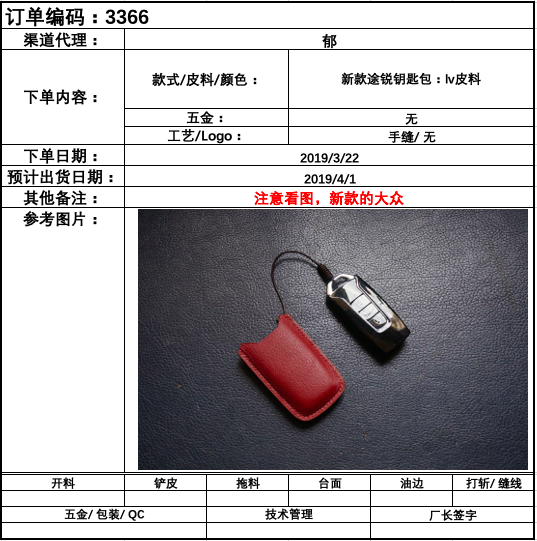 订单编码：3366
渠道代理：
郁
下单内容：
款式/皮料/颜色：
新款途锐钥匙包：lv皮料
五金：
无
工艺/Logo：
手缝/ 无
下单日期：
2019/3/22
预计出货日期：
2019/4/1
其他备注：
注意看图，新款的大众
参考图片：
开料
铲皮
拖料
台面
油边
打斩/ 缝线
五金/ 包装/ QC
技术管理
厂长签字